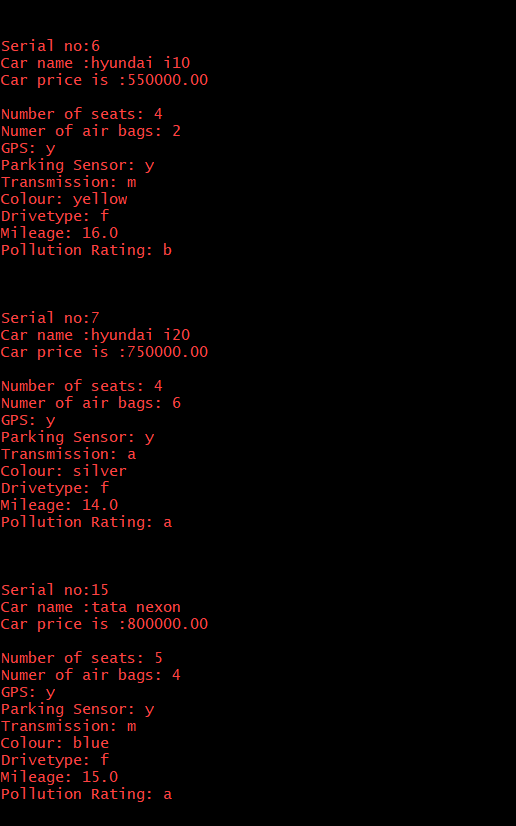 Serial no:6
Car name :hyundai i10
Car price is :550000.00
Number of seats: 4
Numer of air bags: 2
GPS: y
Parking Sensor: y
Transmission: m
Colour: yellow
Drivetype: f
Mileage: 16.0
Pollution Rating: b
Serial no:7
Car name :hyundai i20
Car price is :750000.00
Number of seats: 4
Numer of air bags: 6
GPS: y
Parking Sensor: y
Transmission: a
Colour: silver
Drivetype: f
Mileage: 14.0
Pollution Rating: a
Serial no:15
Car name :tata nexon
Car price is :800000.00
Number of seats: 5
Numer of air bags: 4
GPS: y
Parking Sensor: y
Transmission: m
Colour: blue
Drivetype: f
Mileage: 15.0
Pollution Rating: a